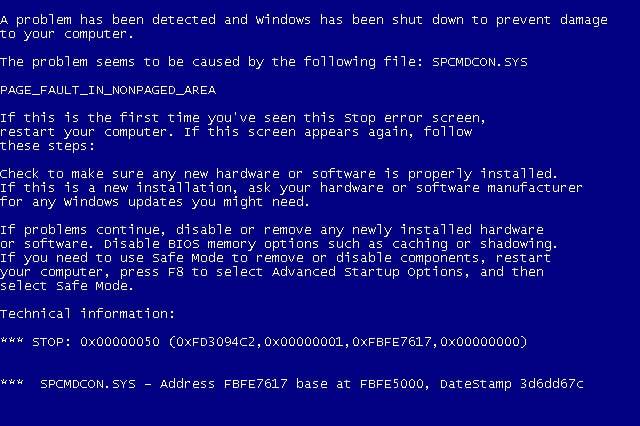 A problem has been detected and Windows has been shut down to prevent damage
to your computer.
The problem seems to be caused by the following file: SPCMDCON.SYS
PAGE_FAULT_IN_NONPAGED_AREA
If this is the first time you've seen this Stop error screen,
restart your computer. If this screen appears again, follow
these steps:
Check to make sure any new hardware or software is properly installed.
If this is a new installation, ask your hardware or software manufacturer
for any Windows updates you might need.
If problems continue, disable or remove any newly installed hardware
or software. Disable BIOS memory options such as caching or shadowing.
If you need to use Safe Mode to remove or disable components, restart
your computer, press F8 to select Advanced Startup Options, and then
select Safe Mode.
Technical information:
*** STOP: 0x00000050 (0xFD3094C2,0x00000001,0xFBFE7617,0x00000000)
***  SPCMDCON.SYS - Address FBFE7617 base at FBFE5000, DateStamp 3d6dd67c